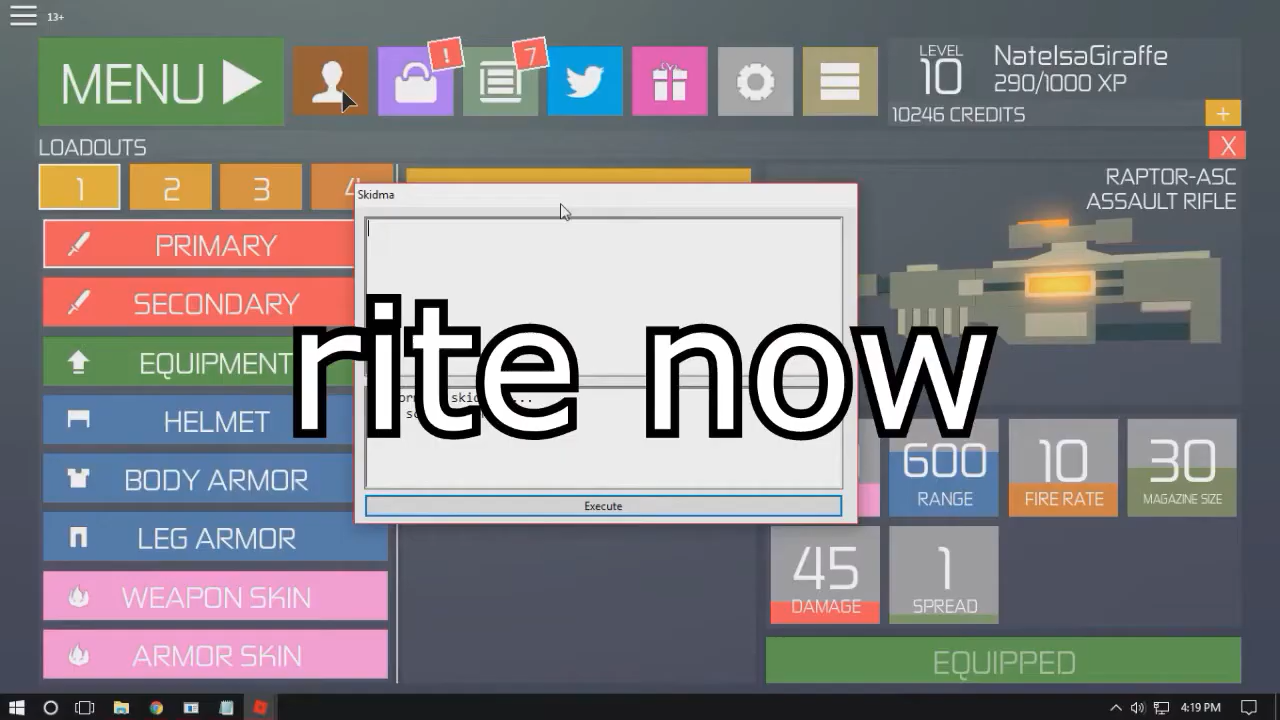 13+
MENU
!
7
LEVEL
10
NateIsaGiraffe
290/1000 XP
10246 CREDITS
+
LOADOUTS
X
1
2
3
4
RAPTOR-ASC
ASSAULT RIFLE
Skidma
PRIMARY
SECONDARY
EQUIPMENT
HELMET
BODY ARMOR
LEG ARMOR
WEAPON SKIN
ARMOR SKIN
rite now
Execute
600
RANGE
10
FIRE RATE
30
MAGAZINE SIZE
45
DAMAGE
1
SPREAD
EQUIPPED
4:19 PM